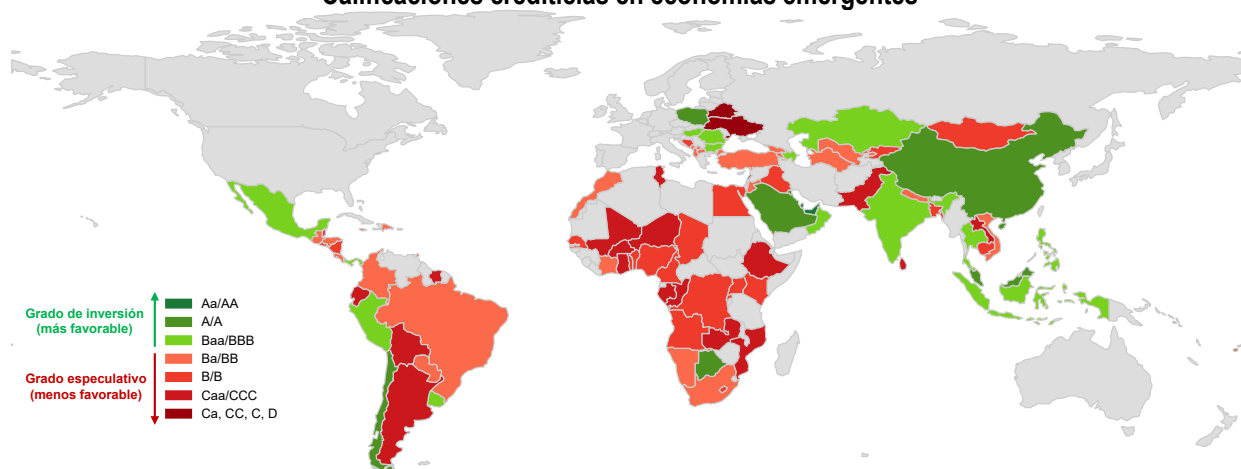 Calificaciones crediticias en economías emergentes
Grado de inversión
(más favorable)
Grado especulativo
(menos favorable)
Aa/AA
A/A
Baa/BBB
Ba/BB
B/B
Caa/CCC
Ca, CC, C, D